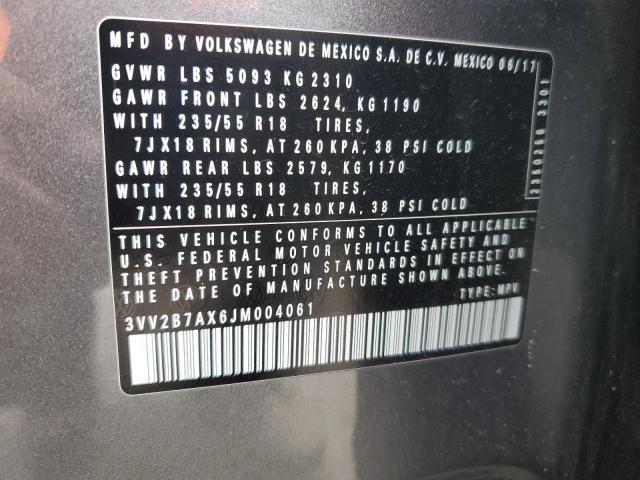 MFD BY VOLKSWAGEN DE MEXICO S.A. DE C.V. MEXICO 06/17
GVWR LBS 5093 KG 2310
GAWR FRONT LBS 2624, KG 1190
WITH 235/55 R18 TIRES,
7JX18 RIMS, AT 260 KPA, 38 PSI COLD
GAWR REAR LBS 2579, KG 1170
WITH 235/55 R18 TIRES,
7JX18 RIMS, AT 260 KPA, 38 PSI COLD
2350256 3301
THIS VEHICLE CONFORMS TO ALL APPLICABLE
U.S. FEDERAL MOTOR VEHICLE SAFETY AND
THEFT PREVENTION STANDARDS IN EFFECT ON
THE DATE OF MANUFACTURE SHOWN ABOVE.
TYPE: MPV
3VV2B7AX6JM004061